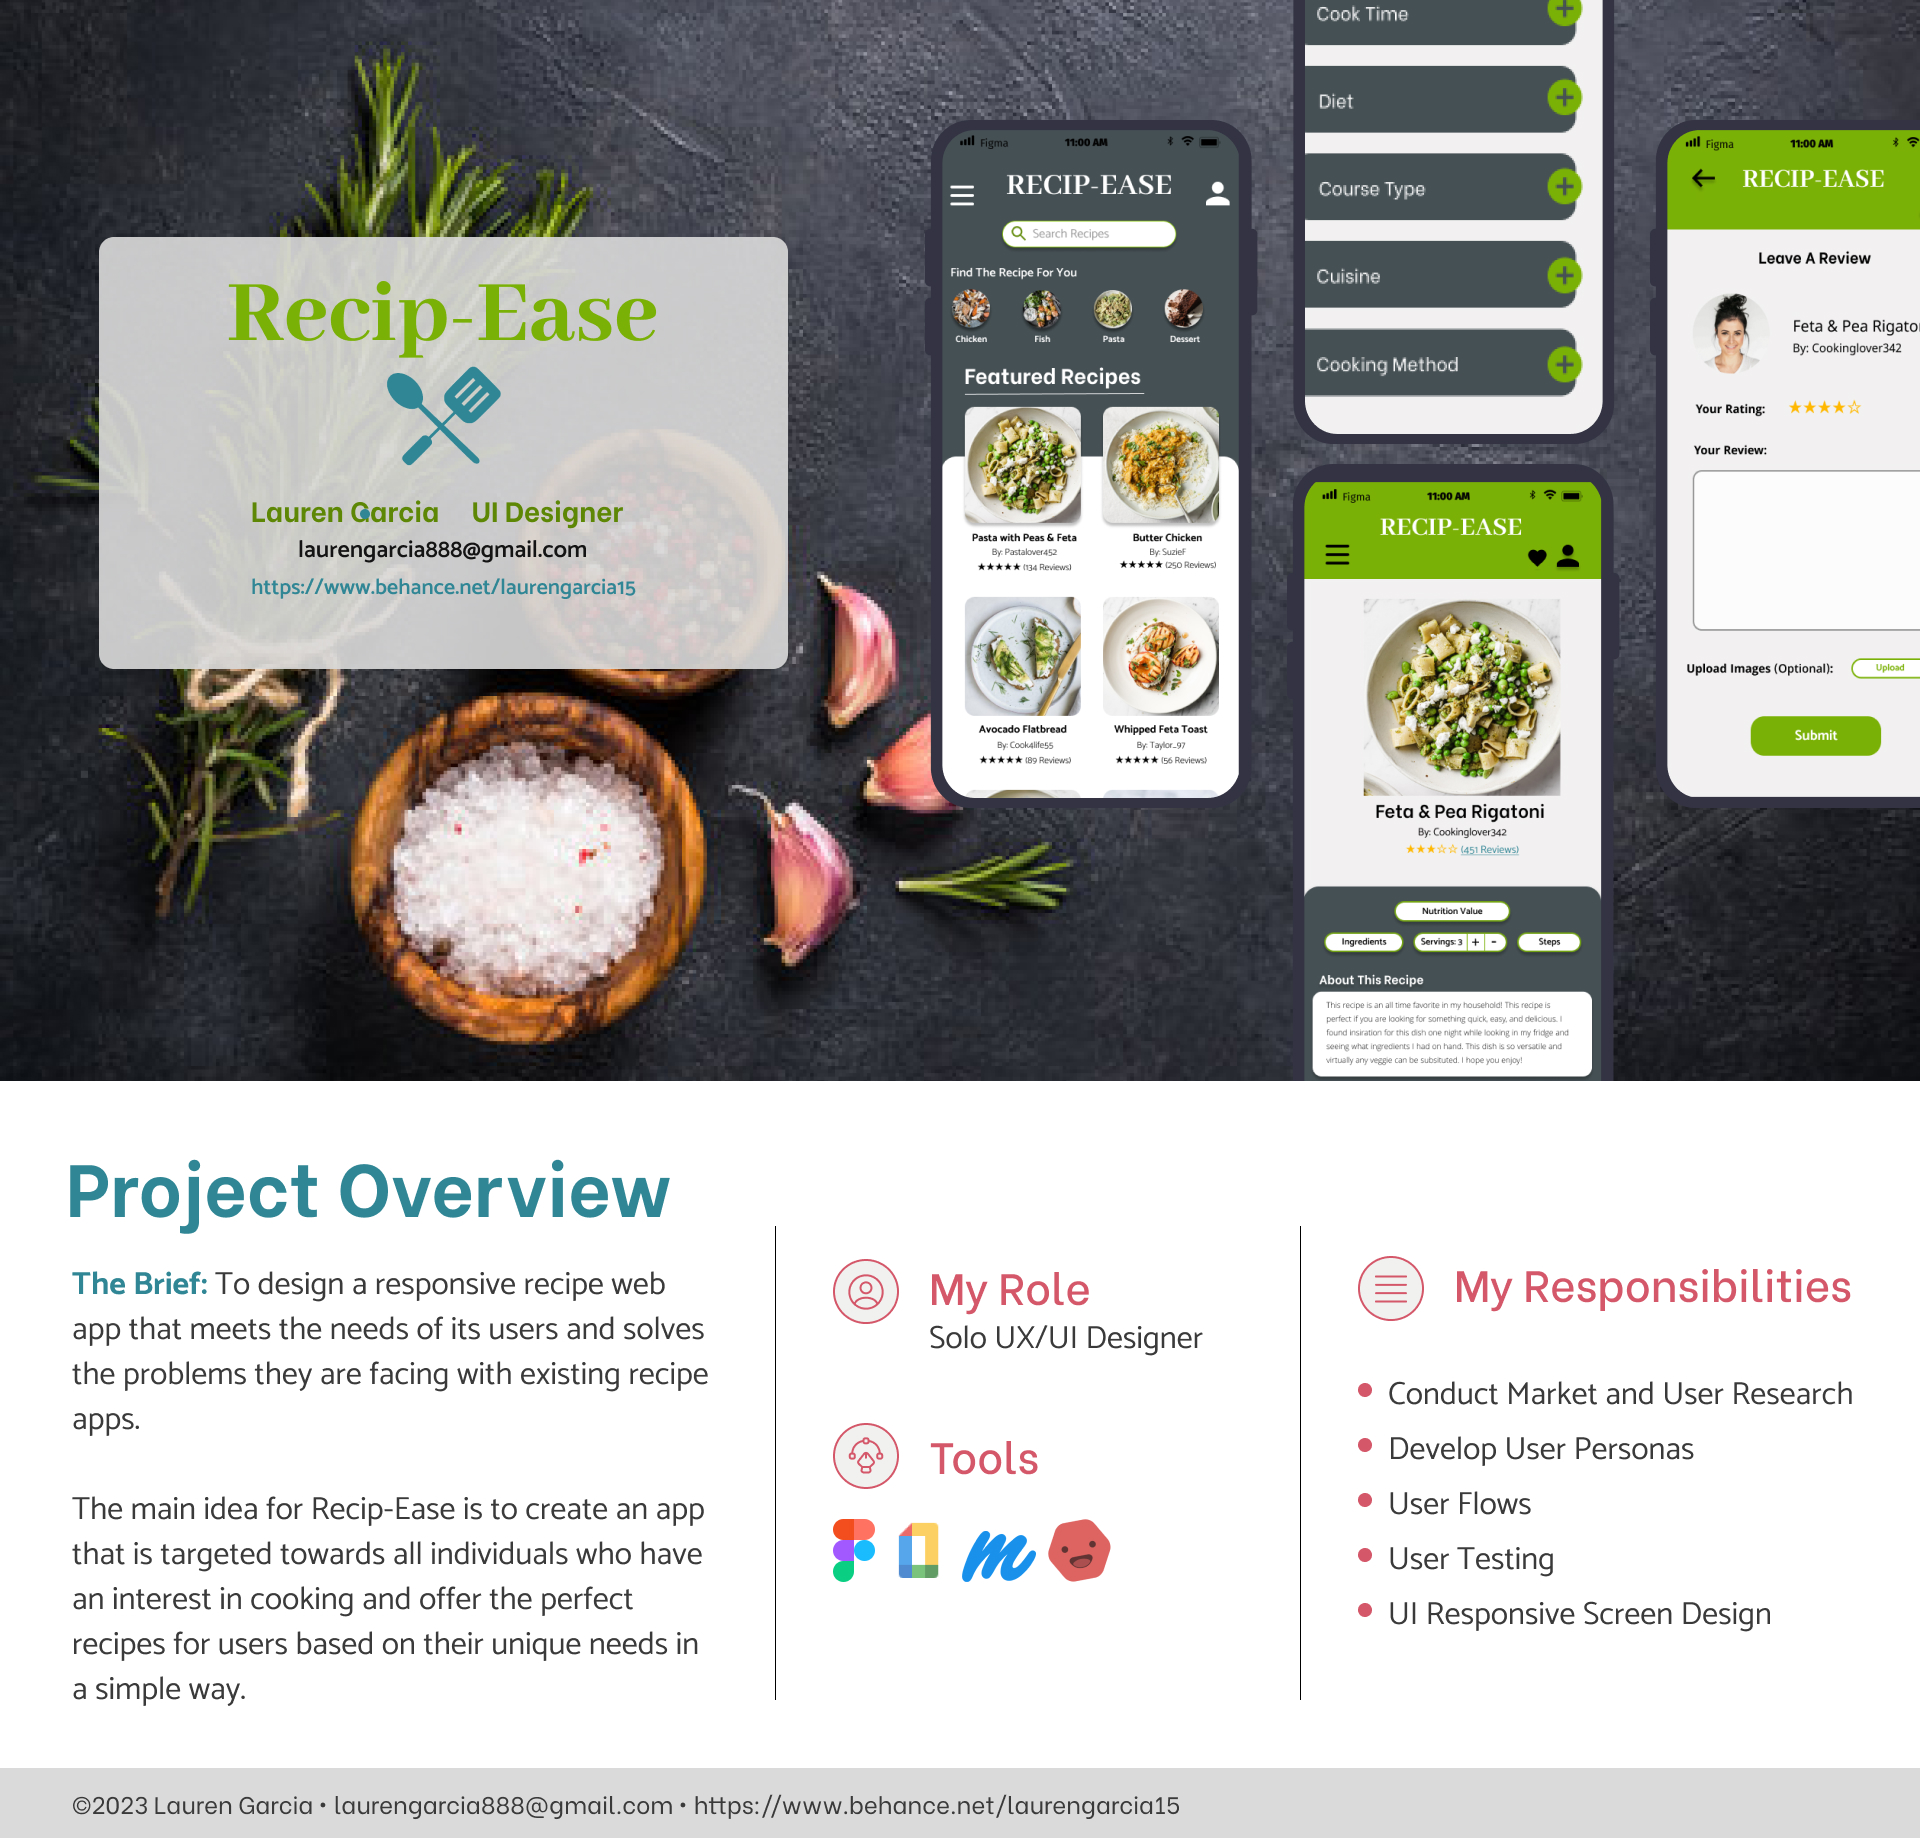 Recip-Ease
Lauren Garcia UI Designer
laurengarcia888@gmail.com
https://www.behance.net/laurengarcia15
Figma 11:00 AM
RECIP-EASE
Search Recipes
Find The Recipe For You
Chicken Fish Pasta Dessert
Featured Recipes
Pasta with Peas & Feta
By: Pastalover452
★★★★★ (134 Reviews)
Butter Chicken
By: SuzieF
★★★★★ (250 Reviews)
Avocado Flatbread
By: Cook4life55
★★★★★ (89 Reviews)
Whipped Feta Toast
By: Taylor_97
★★★★★ (56 Reviews)
Cook Time
Diet
Course Type
Cuisine
Cooking Method
Figma 11:00 AM
RECIP-EASE
Feta & Pea Rigatoni
By: Cookinglover342
★★★☆☆ (451 Reviews)
Nutrition Value
Ingredients Servings: 3 + - Steps
About This Recipe
This recipe is an all time favorite in my household! This recipe is
perfect if you are looking for something quick, easy, and delicious. I
found insiration for this dish one night while looking in my fridge and
seeing what ingredients I had on hand. This dish is so versatile and
virtually any veggie can be subsituted. I hope you enjoy!
Figma 11:00 AM
RECIP-EASE
Leave A Review
Feta & Pea Rigato
By: Cookinglover342
Your Rating: ★★★★☆
Your Review:
Upload Images (Optional): Upload
Submit
Project Overview
The Brief: To design a responsive recipe web
app that meets the needs of its users and solves
the problems they are facing with existing recipe
apps.
The main idea for Recip-Ease is to create an app
that is targeted towards all individuals who have
an interest in cooking and offer the perfect
recipes for users based on their unique needs in
a simple way.
My Role
Solo UX/UI Designer
Tools
My Responsibilities
• Conduct Market and User Research
• Develop User Personas
• User Flows
• User Testing
• UI Responsive Screen Design
©2023 Lauren Garcia • laurengarcia888@gmail.com • https://www.behance.net/laurengarcia15